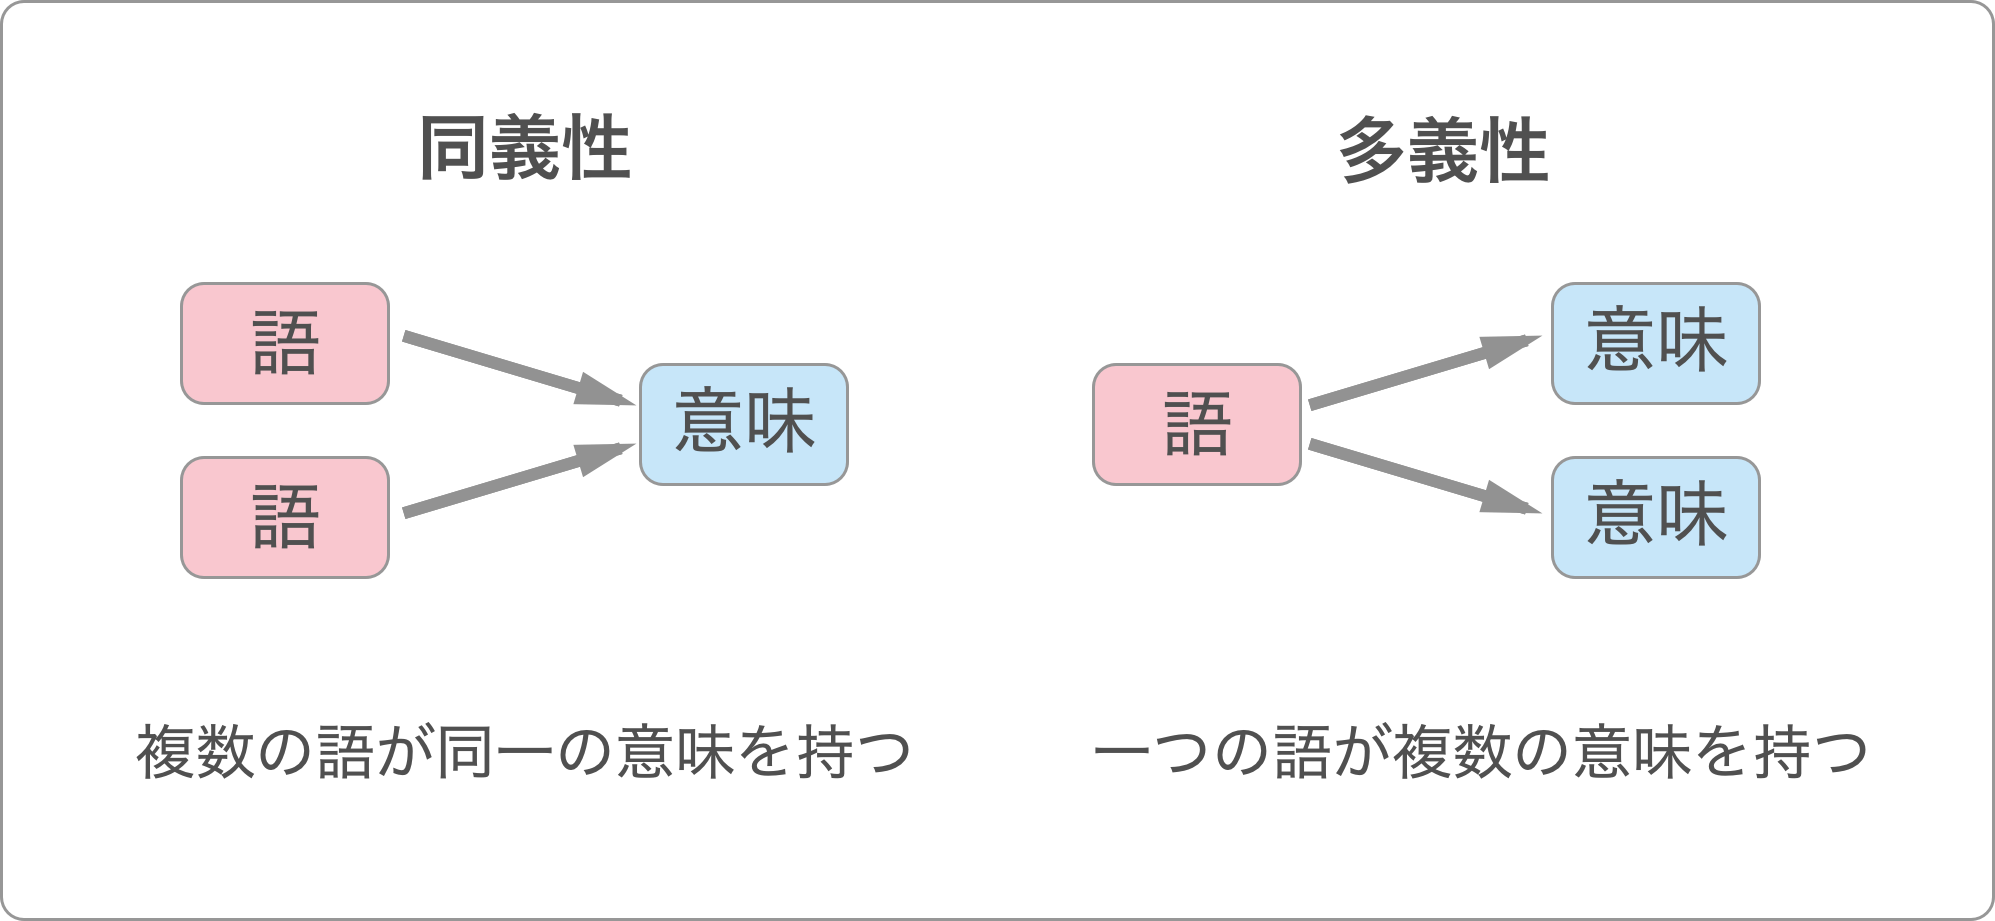 同義性
語
語
意味
複数の語が同一の意味を持つ
多義性
語
意味
意味
一つの語が複数の意味を持つ